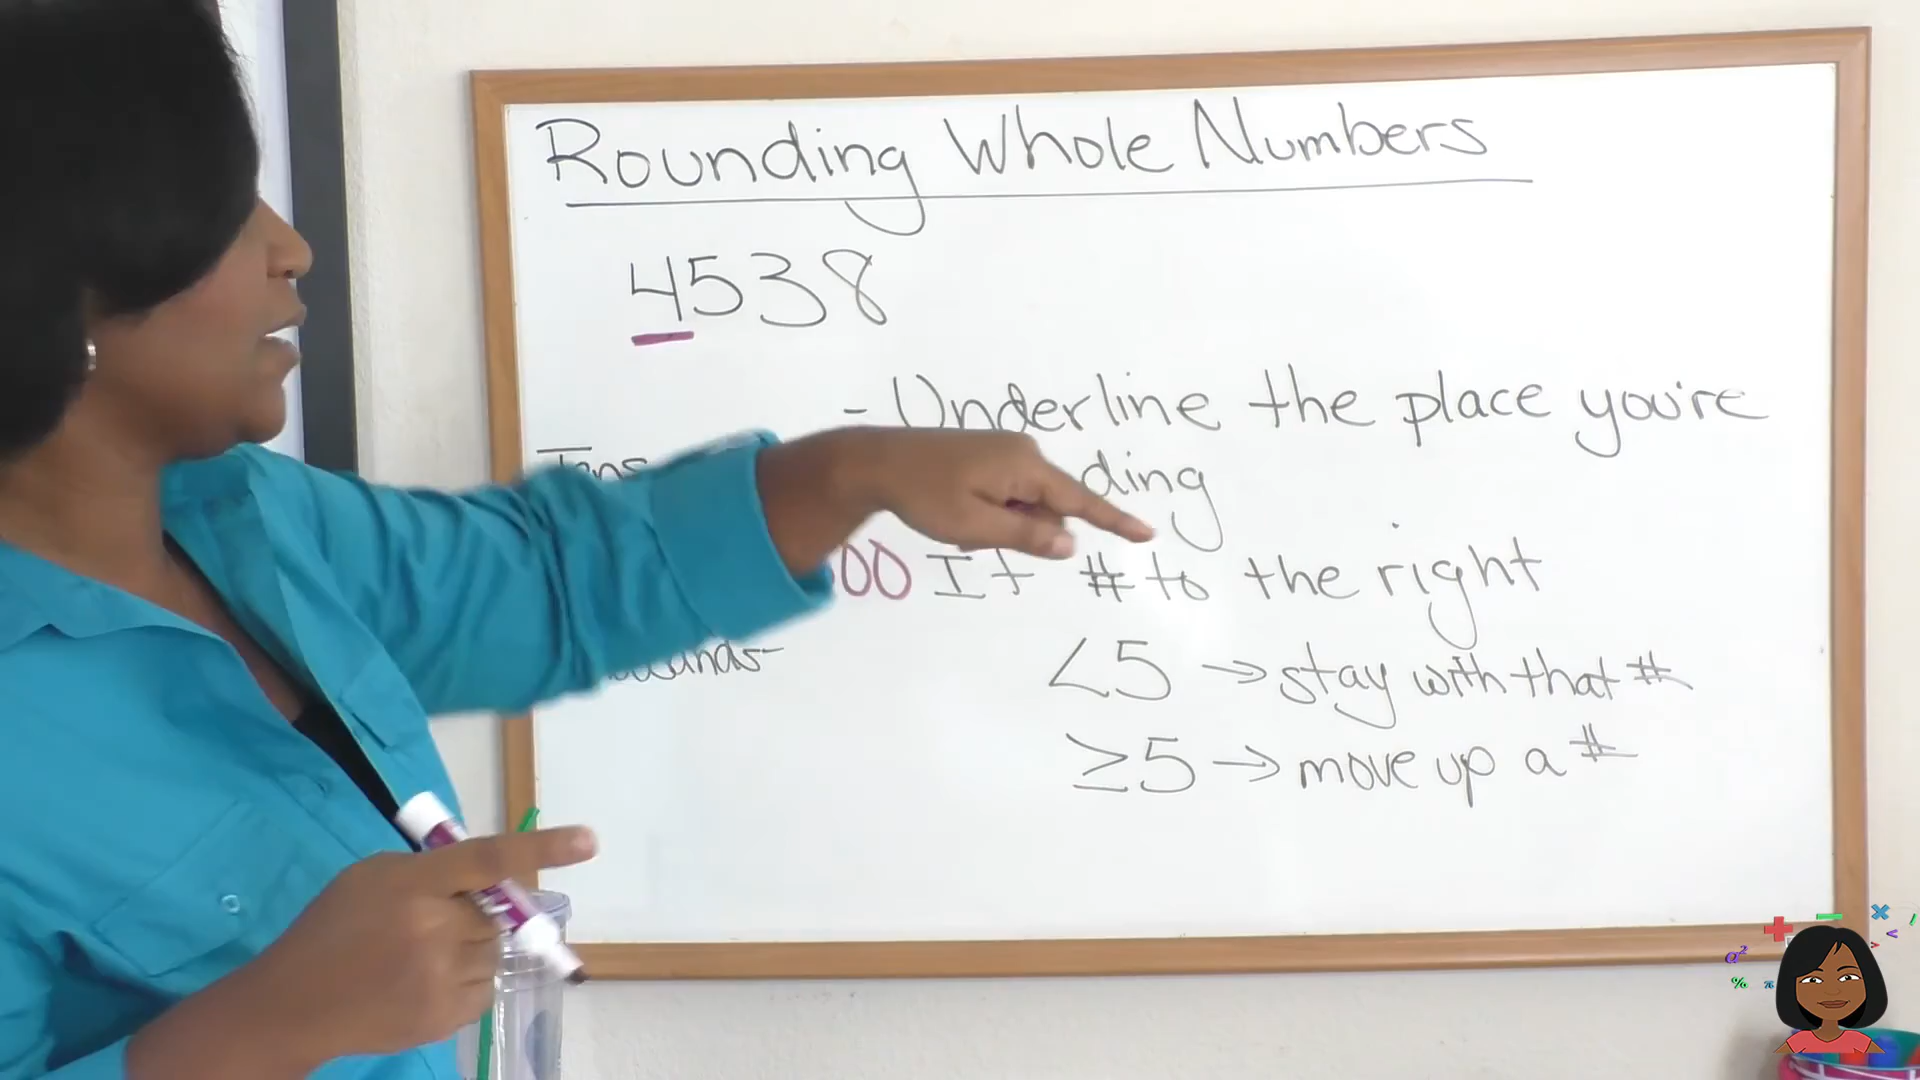 Rounding Whole Numbers
4538
- Underline the place you're
Tens
ding
00 If # to the right
<5 → stay with that #
≥5 → move up a #